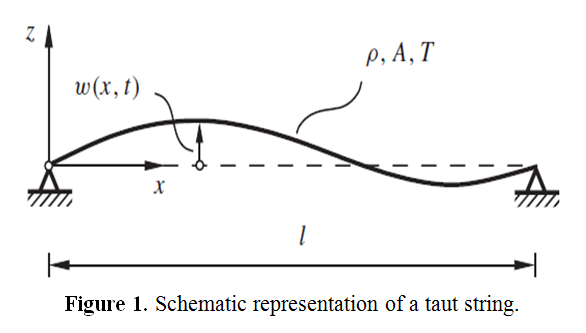 z
ρ, A, T
w(x, t)
x
l
Figure 1. Schematic representation of a taut string.